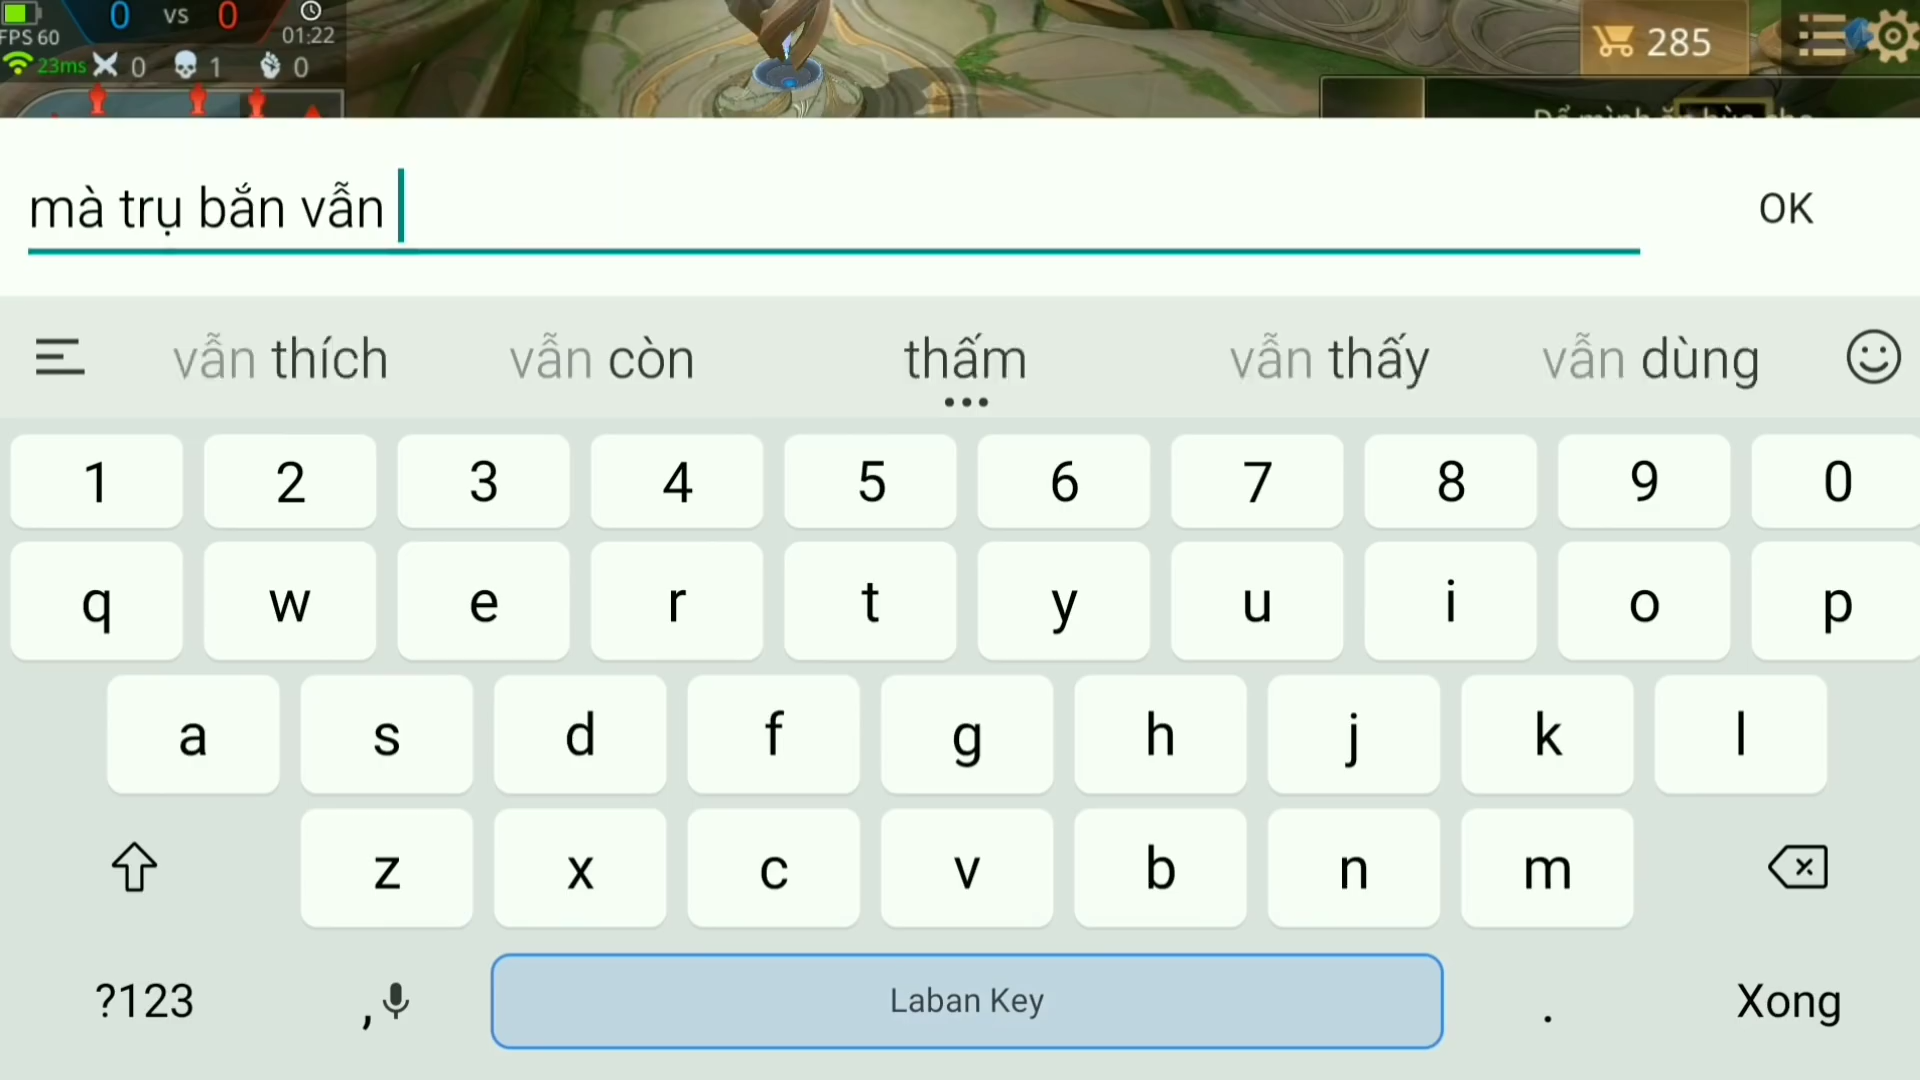 0 vs 0
FPS 60
01:22
23ms 0 1 0
285
mà trụ bắn vẫn
OK
vẫn thích vẫn còn thấm vẫn thấy vẫn dùng
1 2 3 4 5 6 7 8 9 0
q w e r t y u i o p
a s d f g h j k l
z x c v b n m
?123 , Laban Key . Xong